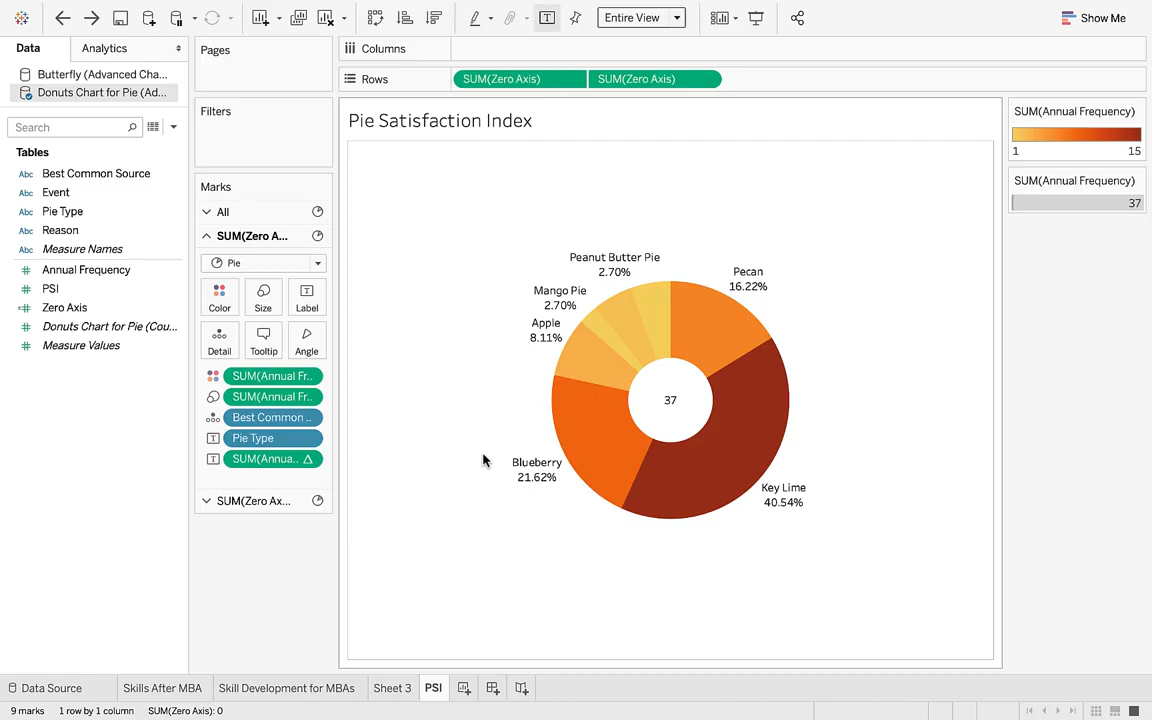 Entire View
Show Me
Data
Analytics
Pages
Columns
Butterfly (Advanced Cha...
Donuts Chart for Pie (Ad...
Rows
SUM(Zero Axis)
SUM(Zero Axis)
Search
Filters
Pie Satisfaction Index
SUM(Annual Frequency)
1
15
SUM(Annual Frequency)
37
Tables
Abc Best Common Source
Abc Event
Abc Pie Type
Abc Reason
Abc Measure Names
Annual Frequency
PSI
Zero Axis
Donuts Chart for Pie (Cou...
Measure Values
Marks
All
SUM(Zero A...
Pie
Color
Size
Label
Detail
Tooltip
Angle
SUM(Annual Fr..
SUM(Annual Fr..
Best Common ..
Pie Type
SUM(Annua..
SUM(Zero Ax...
Peanut Butter Pie
2.70%
Pecan
16.22%
Mango Pie
2.70%
Apple
8.11%
37
Blueberry
21.62%
Key Lime
40.54%
Data Source
Skills After MBA
Skill Development for MBAs
Sheet 3
PSI
9 marks
1 row by 1 column
SUM(Zero Axis): 0